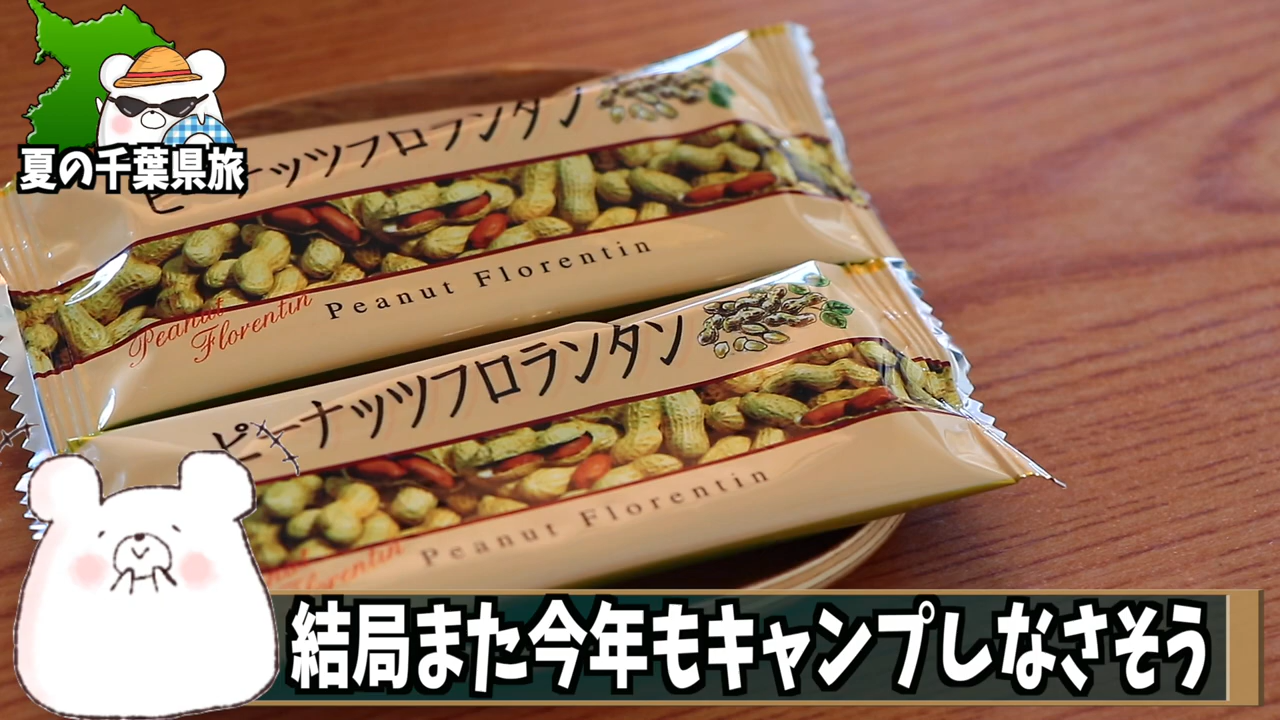 夏の千葉県旅
ピーナッツフロランタン
Peanut Florentin
Peanut
Florentin
ピーナッツフロランタン
Peanut Florentin
Florentin
結局また今年もキャンプしなさそう